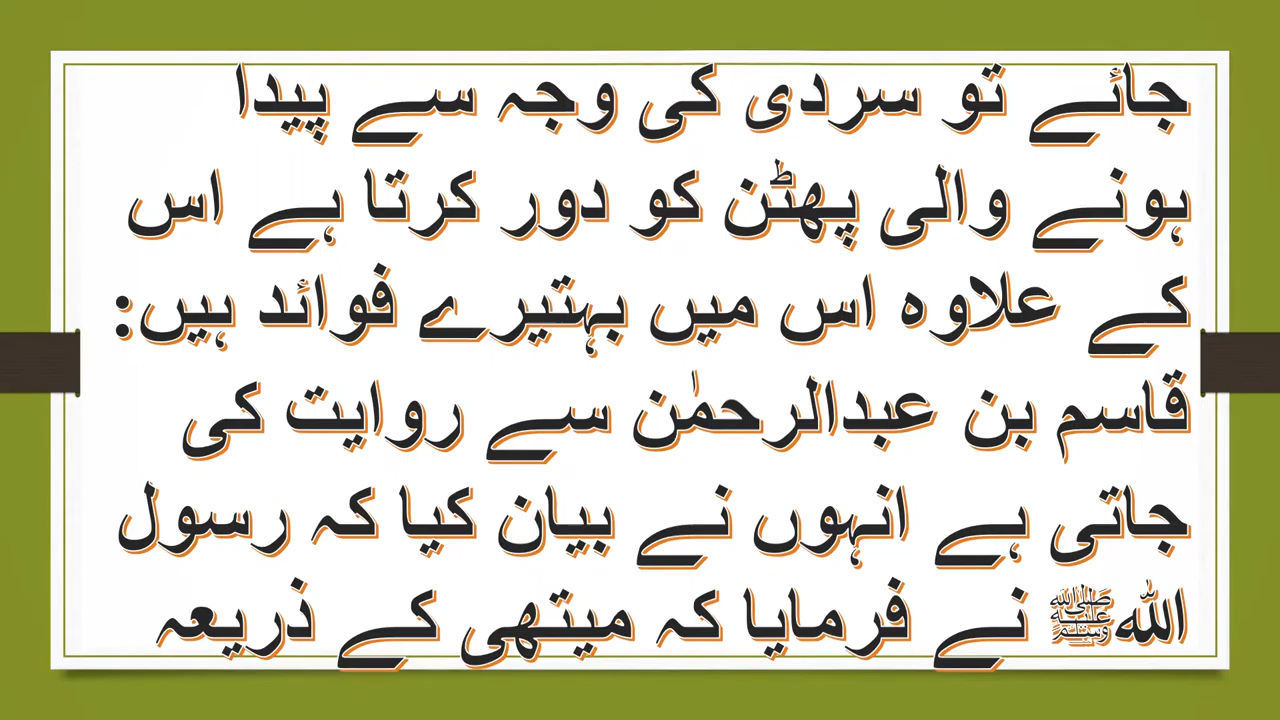 جائے تو سردی کی وجہ سے پیدا
ہونے والی پھٹن کو دور کرتا ہے اس
کے علاوہ اس میں بہتیرے فوائد ہیں:
قاسم بن عبدالرحمٰن سے روایت کی
جاتی ہے انہوں نے بیان کیا کہ رسول
اللہ ﷺ نے فرمایا کہ میتھی کے ذریعہ